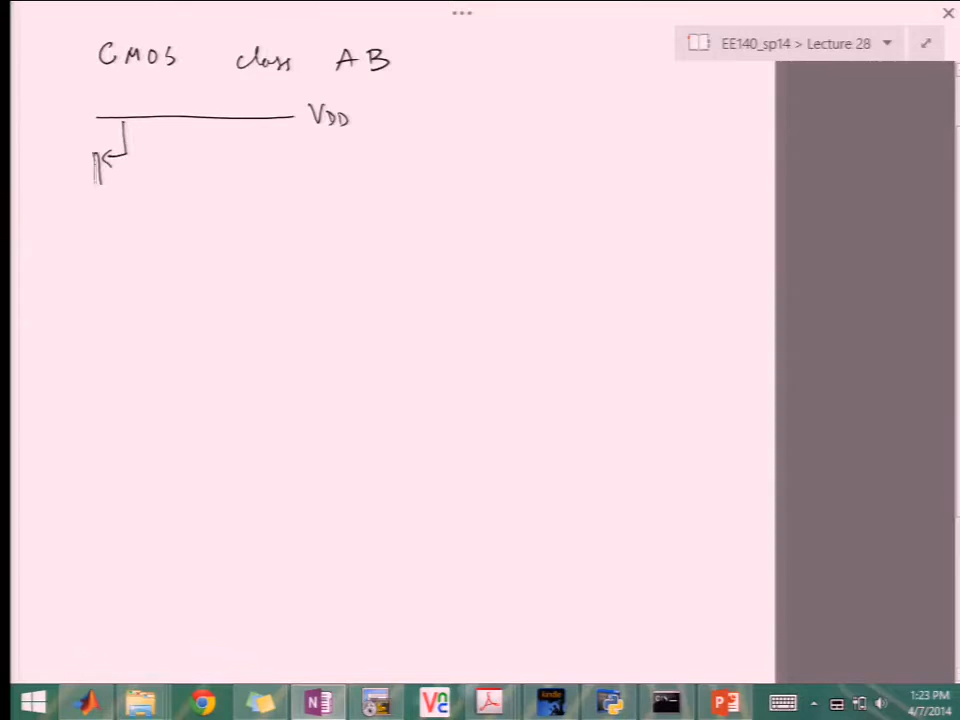 EE140_sp14 > Lecture 28
CMOS class AB
VDD
1:23 PM
4/7/2014